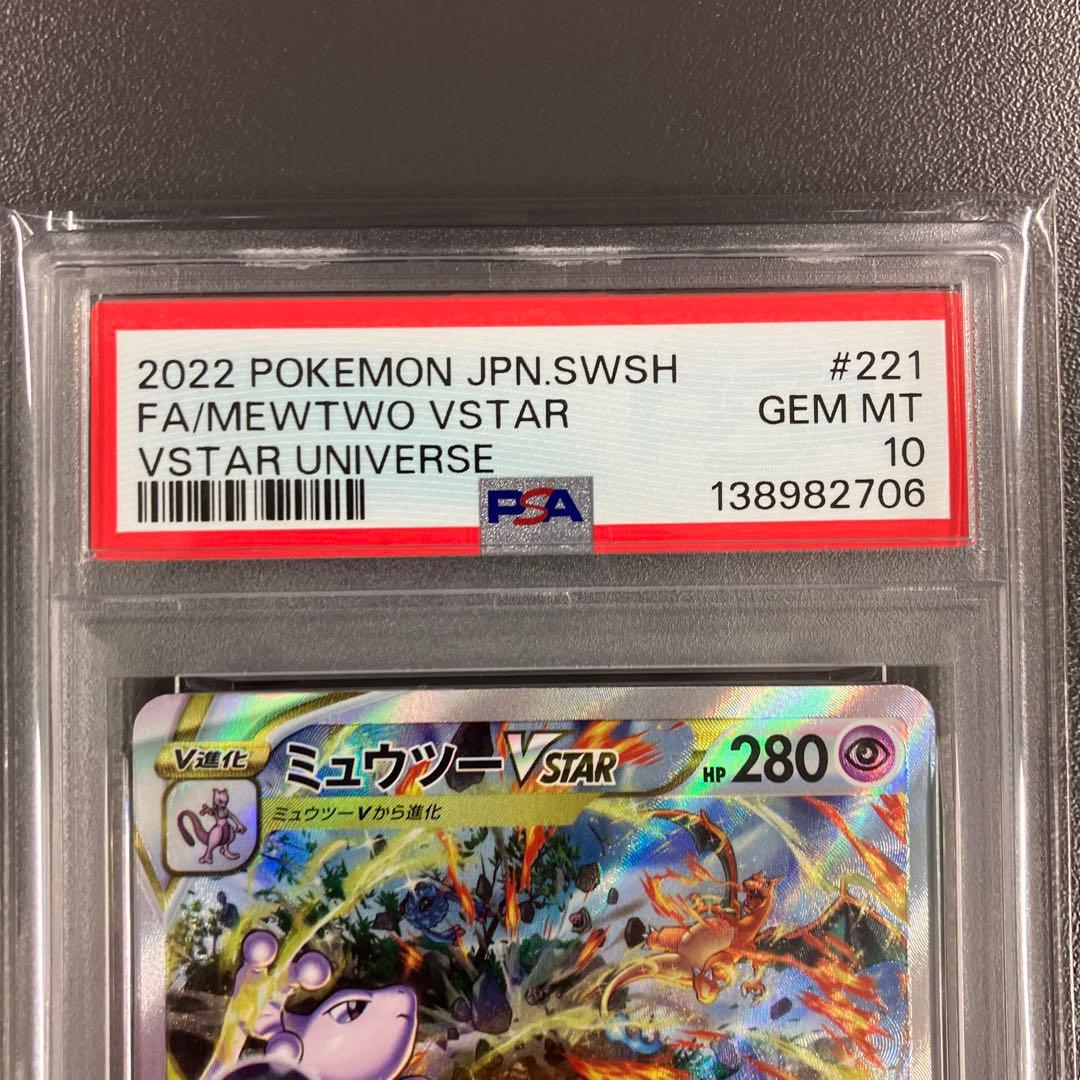 2022 POKEMON JPN.SWSH #221
FA/MEWTWO VSTAR GEM MT
VSTAR UNIVERSE 10
PSA 138982706
V進化 ミュウツーVSTAR HP 280
ミュウツーVから進化